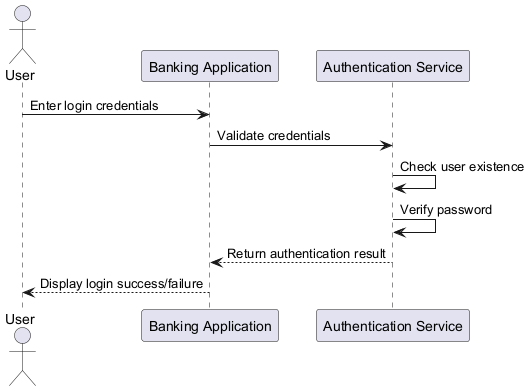 User
Banking Application
Authentication Service
Enter login credentials
Validate credentials
Check user existence
Verify password
Return authentication result
Display login success/failure
User
Banking Application
Authentication Service